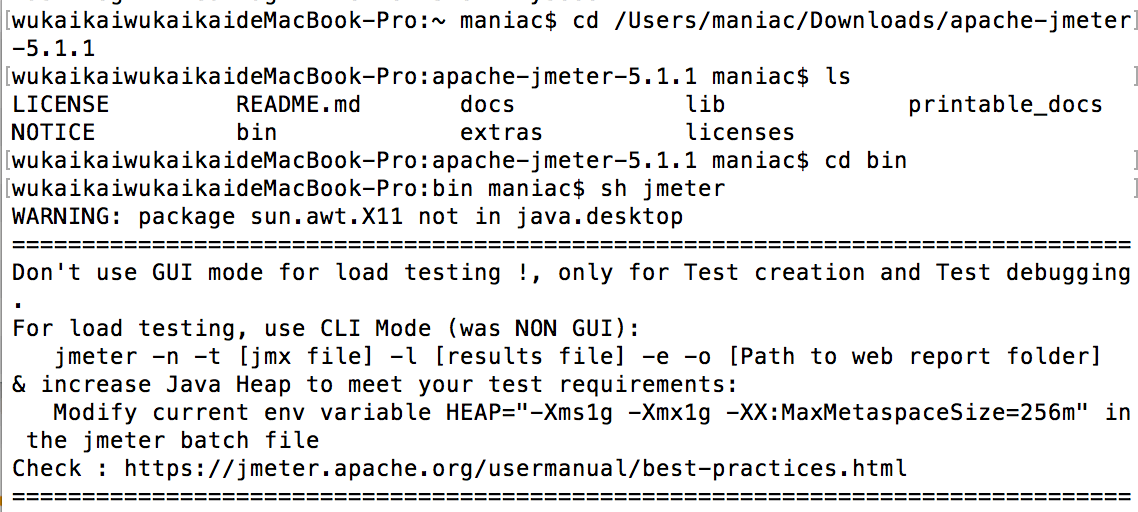 [wukaikaiwukaikaideMacBook-Pro:~ maniac$ cd /Users/maniac/Downloads/apache-jmeter]
-5.1.1
[wukaikaiwukaikaideMacBook-Pro:apache-jmeter-5.1.1 maniac$ ls ]
LICENSE README.md docs lib printable_docs
NOTICE bin extras licenses
[wukaikaiwukaikaideMacBook-Pro:apache-jmeter-5.1.1 maniac$ cd bin ]
[wukaikaiwukaikaideMacBook-Pro:bin maniac$ sh jmeter ]
WARNING: package sun.awt.X11 not in java.desktop
================================================================================
Don't use GUI mode for load testing !, only for Test creation and Test debugging
.
For load testing, use CLI Mode (was NON GUI):
   jmeter -n -t [jmx file] -l [results file] -e -o [Path to web report folder]
& increase Java Heap to meet your test requirements:
   Modify current env variable HEAP="-Xms1g -Xmx1g -XX:MaxMetaspaceSize=256m" in
 the jmeter batch file
Check : https://jmeter.apache.org/usermanual/best-practices.html
================================================================================